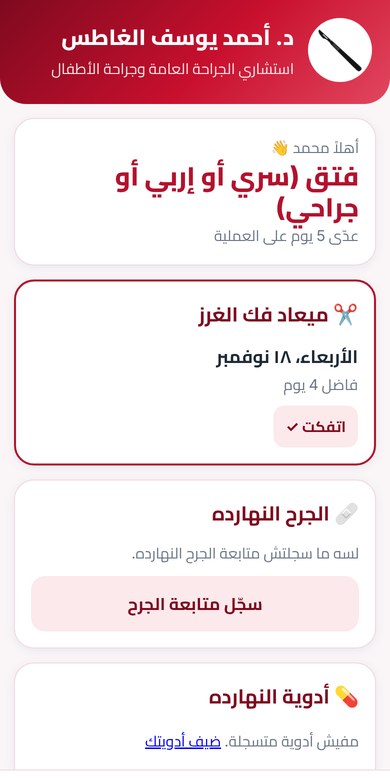 د. أحمد يوسف الغاطس
استشاري الجراحة العامة وجراحة الأطفال
أهلاً محمد 👋
فتق (سري أو إربي أو
جراحي)
عدّى 5 يوم على العملية
✂️ ميعاد فك الغرز
الأربعاء، ١٨ نوفمبر
فاضل 4 يوم
اتفكت ✓
🩹 الجرح النهارده
لسه ما سجلتش متابعة الجرح النهارده.
سجّل متابعة الجرح
💊 أدوية النهارده
مفيش أدوية متسجلة. ضيف أدويتك